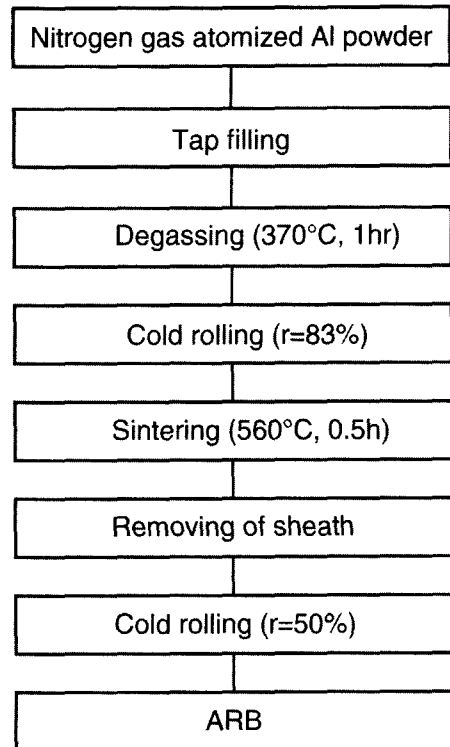 Nitrogen gas atomized Al powder
Tap filling
Degassing (370°C, 1hr)
Cold rolling (r=83%)
Sintering (560°C, 0.5h)
Removing of sheath
Cold rolling (r=50%)
ARB